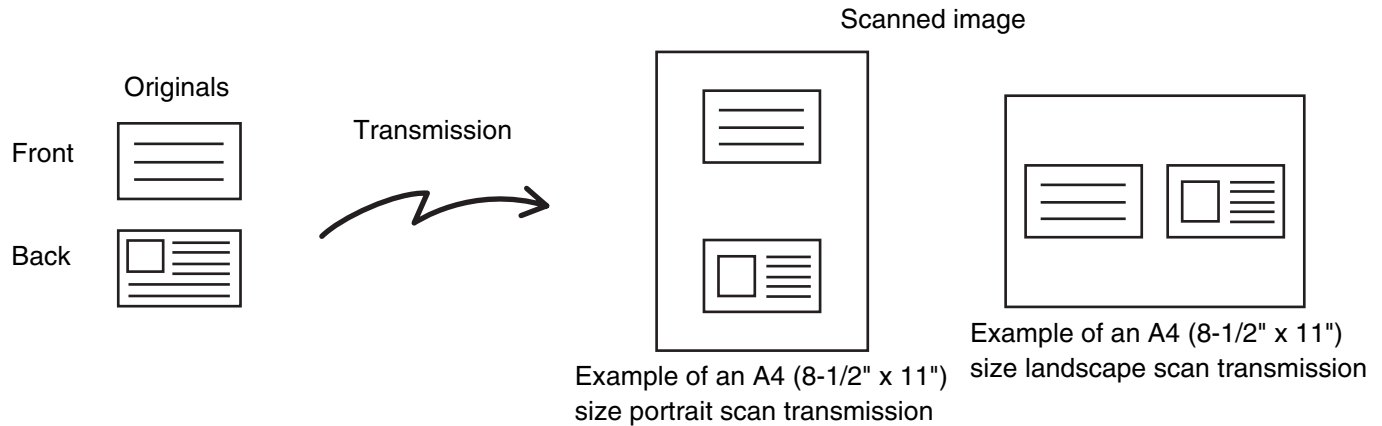 Scanned image
Originals
Front
Transmission
Back
Example of an A4 (8-1/2" x 11")
size portrait scan transmission
Example of an A4 (8-1/2" x 11")
size landscape scan transmission